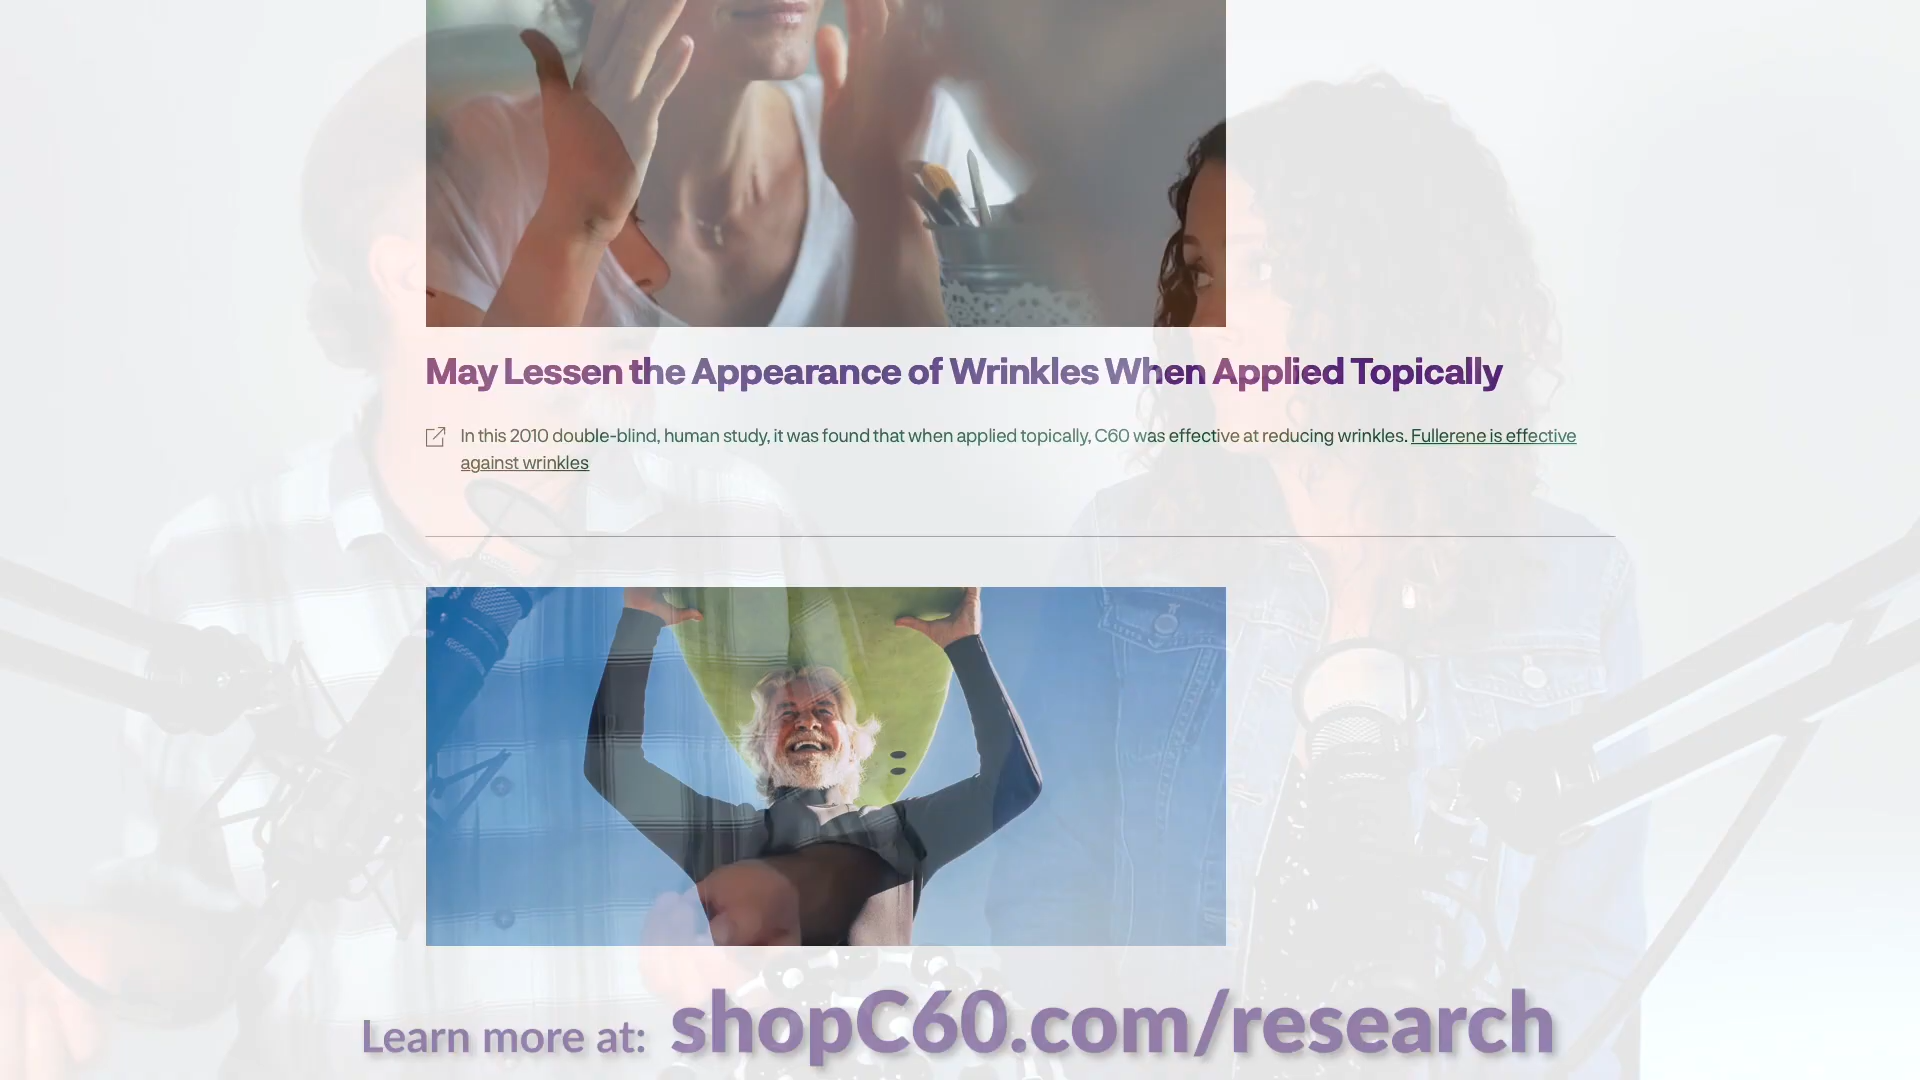 May Lessen the Appearance of Wrinkles When Applied Topically
In this 2010 double-blind, human study, it was found that when applied topically, C60 was effective at reducing wrinkles. Fullerene is effective
against wrinkles
Learn more at: shopC60.com/research